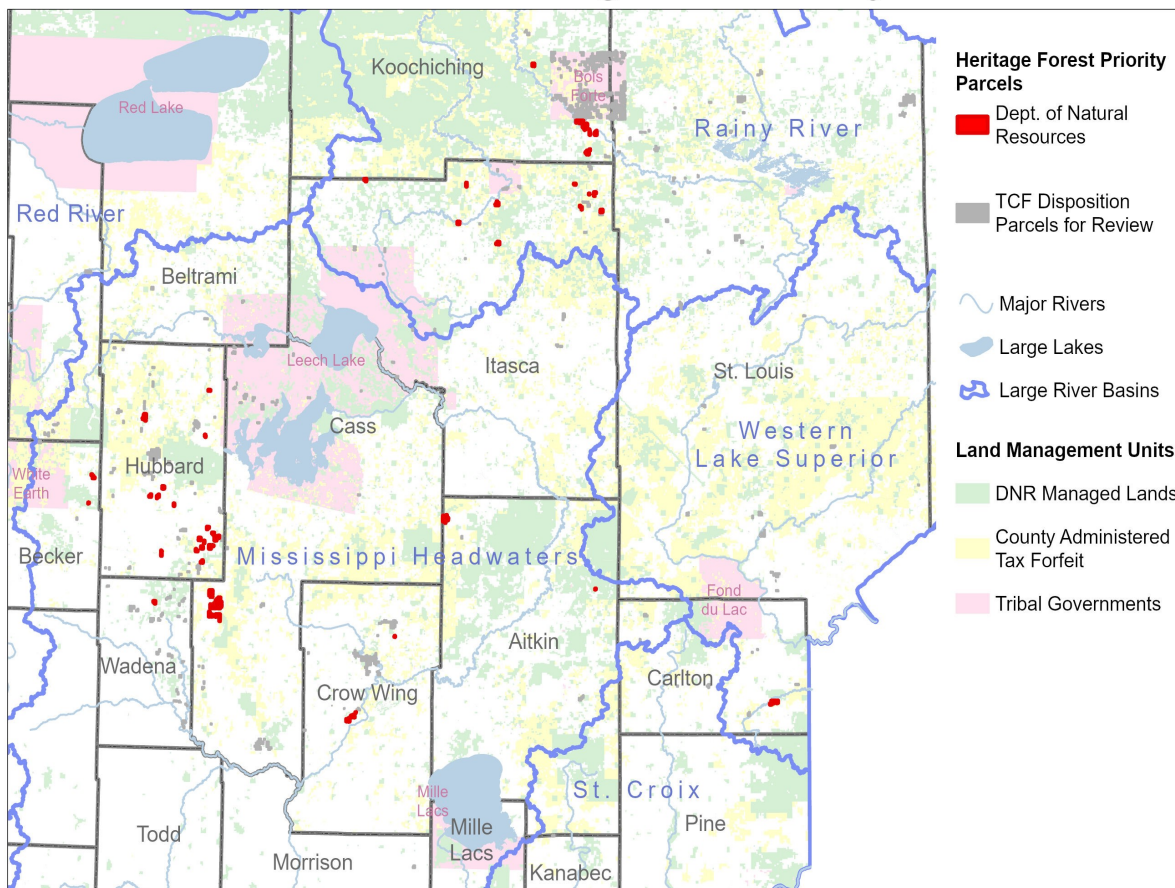 Koochiching
Bois
Forte
Red Lake
Rainy River
Red River
Beltrami
Leech Lake
Itasca
St. Louis
Cass
Western
Lake Superior
Hubbard
White
Earth
Becker
Mississippi Headwaters
Fond
du Lac
Aitkin
Wadena
Carlton
Crow Wing
St. Croix
Mille
Lacs
Pine
Todd
Mille
Lacs
Morrison
Kanabec
Heritage Forest Priority
Parcels
Dept. of Natural
Resources
TCF Disposition
Parcels for Review
Major Rivers
Large Lakes
Large River Basins
Land Management Units
DNR Managed Lands
County Administered
Tax Forfeit
Tribal Governments